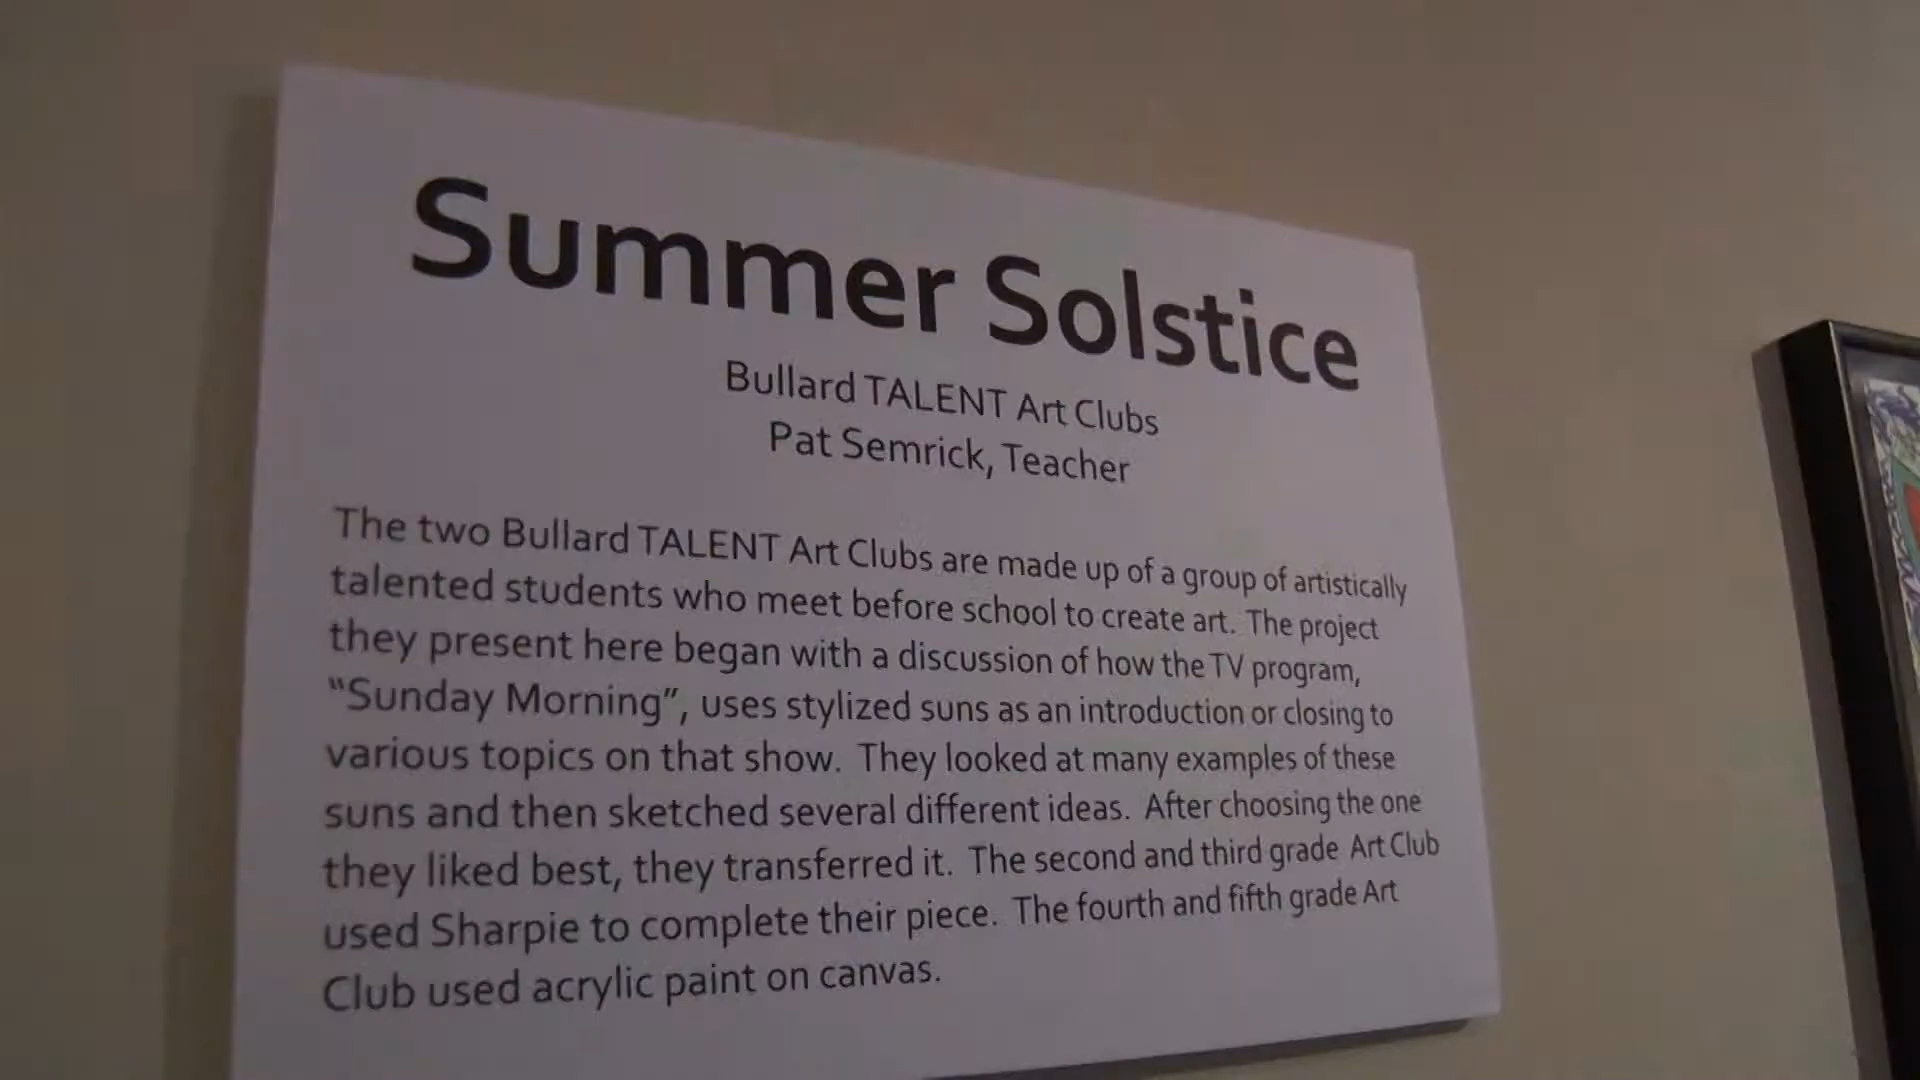 Summer Solstice
Bullard TALENT Art Clubs
Pat Semrick, Teacher
The two Bullard TALENT Art Clubs are made up of a group of artistically
talented students who meet before school to create art. The project
they present here began with a discussion of how the TV program,
“Sunday Morning”, uses stylized suns as an introduction or closing to
various topics on that show. They looked at many examples of these
suns and then sketched several different ideas. After choosing the one
they liked best, they transferred it. The second and third grade Art Club
used Sharpie to complete their piece. The fourth and fifth grade Art
Club used acrylic paint on canvas.